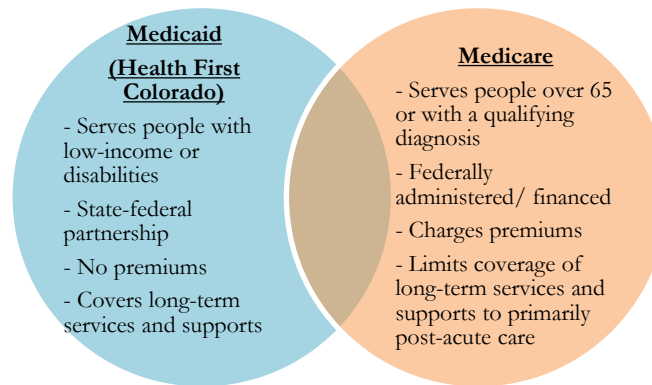 Medicaid
(Health First
Colorado)
- Serves people with
low-income or
disabilities
- State-federal
partnership
- No premiums
- Covers long-term
services and supports
Medicare
- Serves people over 65
or with a qualifying
diagnosis
- Federally
administered/ financed
- Charges premiums
- Limits coverage of
long-term services and
supports to primarily
post-acute care